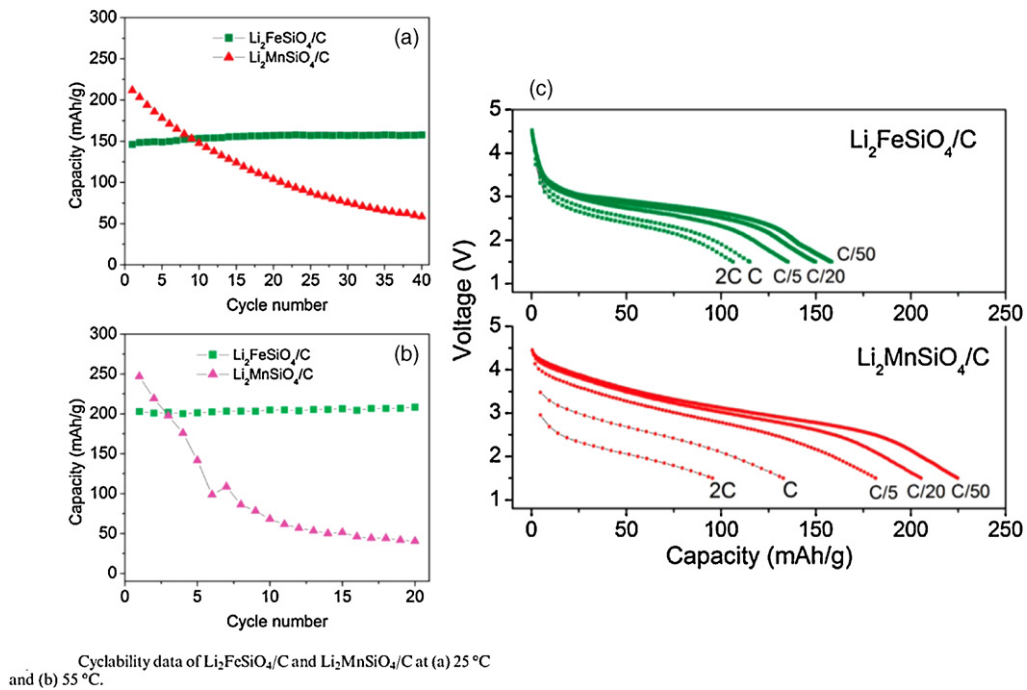 (a)
Li₂FeSiO₄/C
Li₂MnSiO₄/C
300
250
200
150
100
50
0
Capacity (mAh/g)
0 5 10 15 20 25 30 35 40
Cycle number
(b)
Li₂FeSiO₄/C
Li₂MnSiO₄/C
300
250
200
150
100
50
0
Capacity (mAh/g)
0 5 10 15 20
Cycle number
(c)
Li₂FeSiO₄/C
5
4
3
2
1
2C C C/5 C/20 C/50
0 50 100 150 200 250
Voltage (V)
Li₂MnSiO₄/C
5
4
3
2
1
2C C C/5 C/20 C/50
0 50 100 150 200 250
Capacity (mAh/g)
Cyclability data of Li₂FeSiO₄/C and Li₂MnSiO₄/C at (a) 25 °C
and (b) 55 °C.